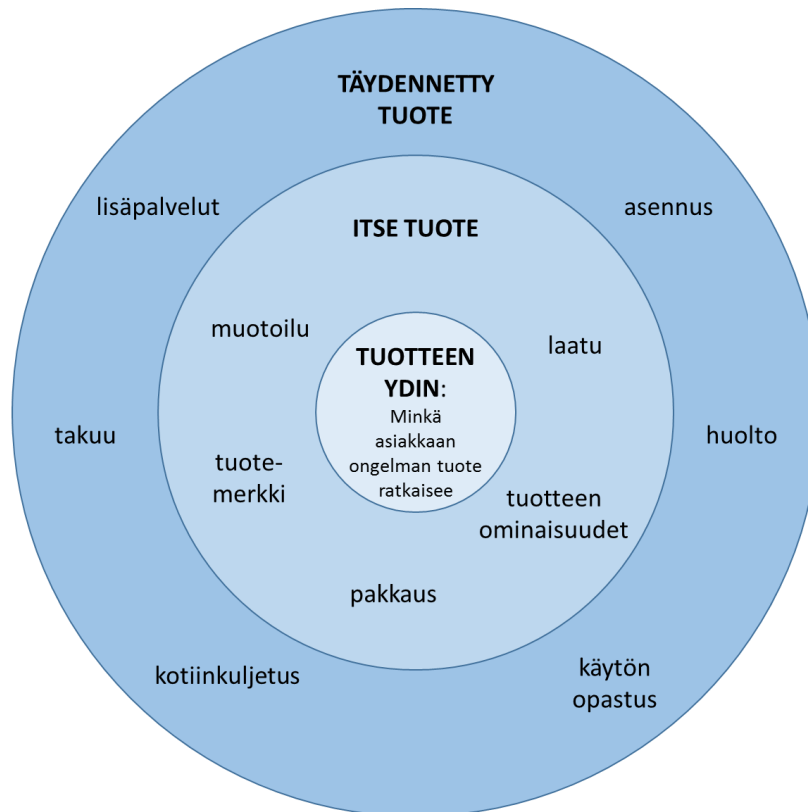 TÄYDENNETTY
TUOTE
lisäpalvelut
asennus
ITSE TUOTE
muotoilu
laatu
TUOTTEEN
YDIN:
Minkä
asiakkaan
ongelman tuote
ratkaisee
takuu
huolto
tuote-
merkki
tuotteen
ominaisuudet
pakkaus
kotiinkuljetus
käytön
opastus